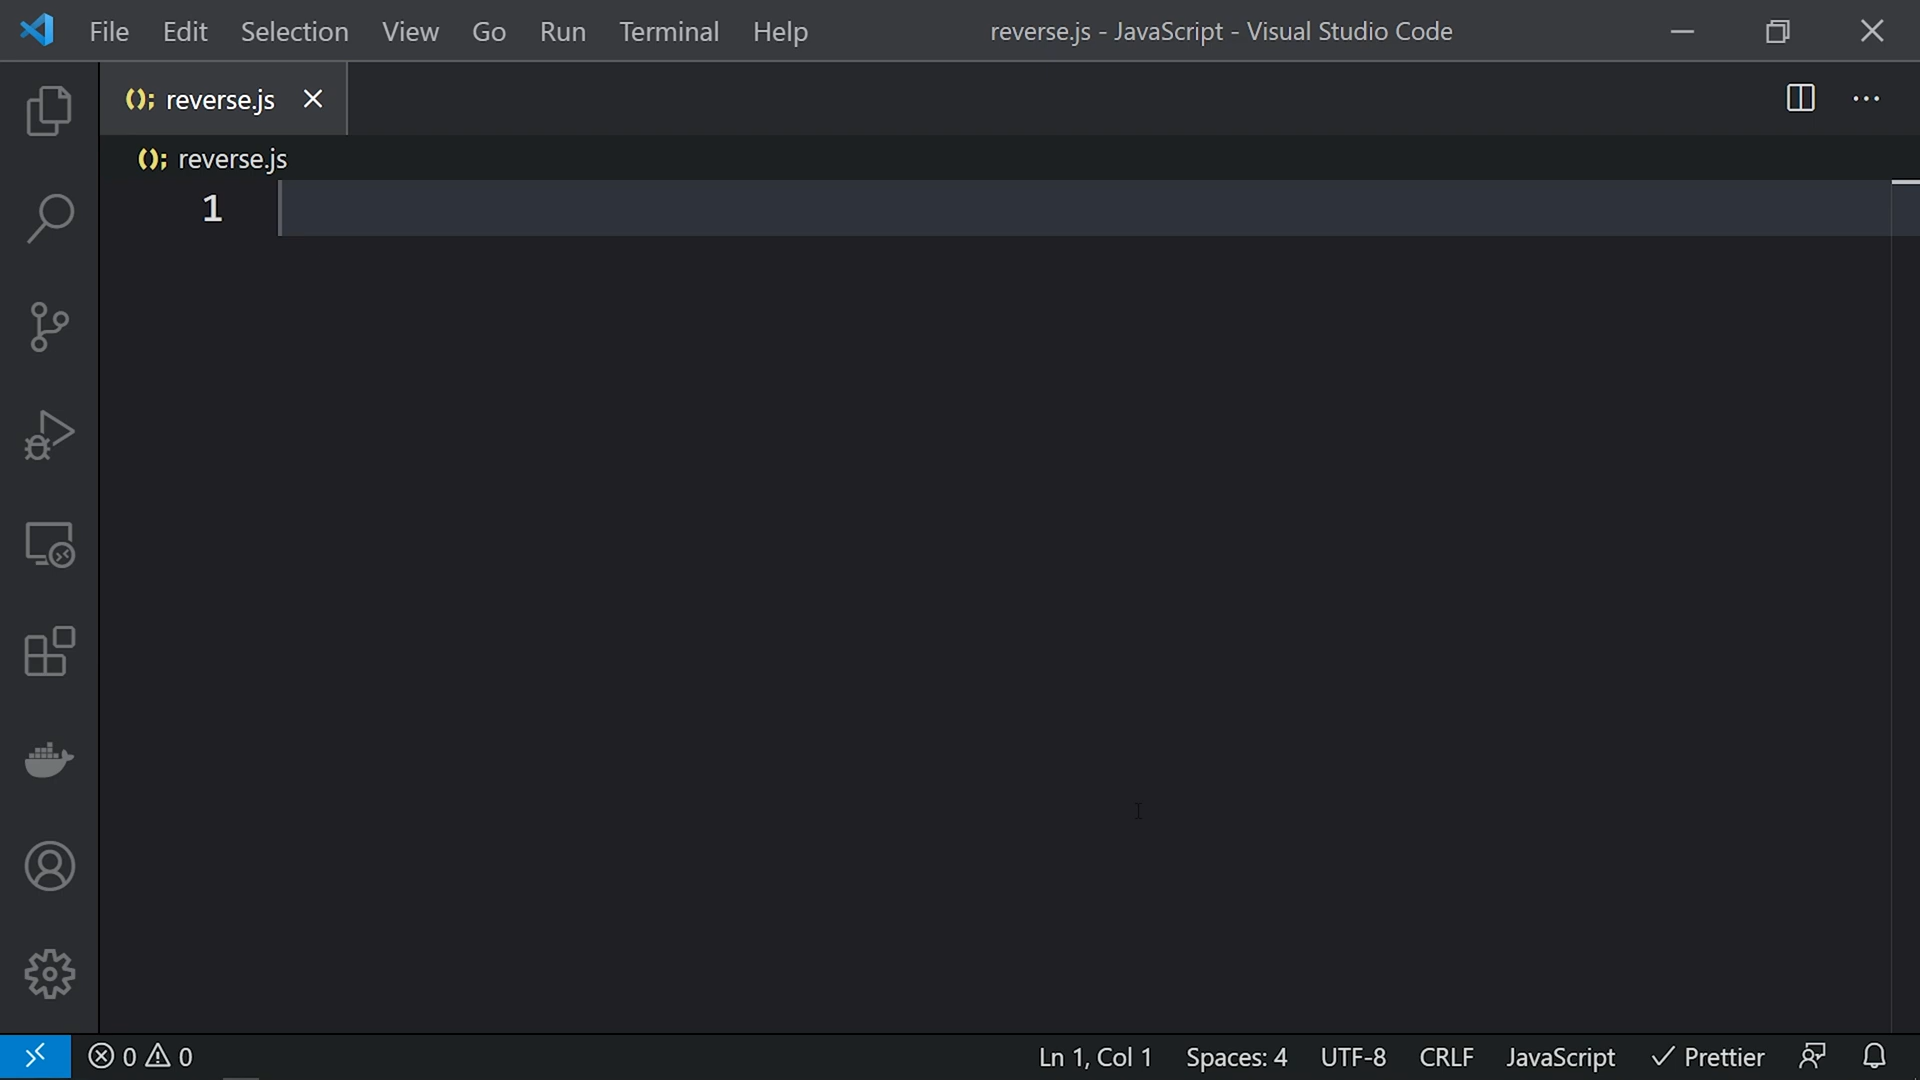 File Edit Selection View Go Run Terminal Help reverse.js - JavaScript - Visual Studio Code
(); reverse.js
(); reverse.js
1
0 0 Ln 1, Col 1 Spaces: 4 UTF-8 CRLF JavaScript Prettier